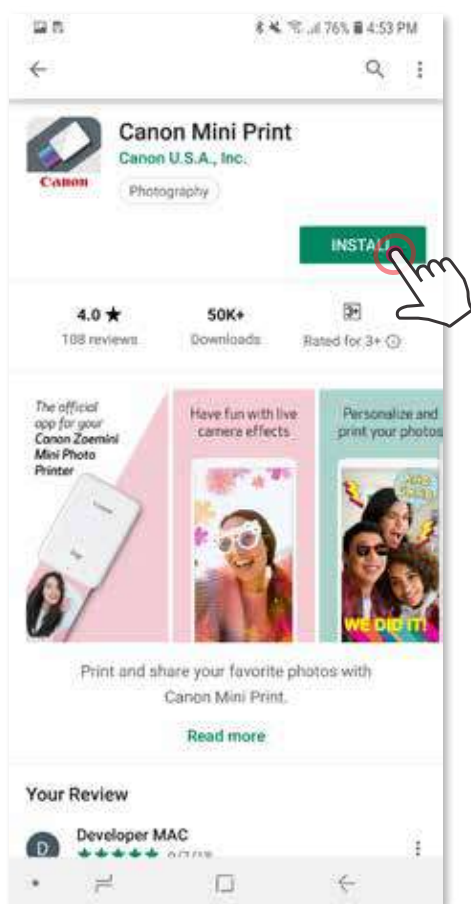 76% 4:53 PM
Canon Mini Print
Canon U.S.A., Inc.
Canon
Photography
INSTALL
4.0 ★ 50K+ 3+
108 reviews Downloads Rated for 3+
The official
app for your
Canon Zoemini
Mini Photo
Printer
Have fun with live
camera effects
Personalize and
print your photos
WE DID IT!
Print and share your favorite photos with
Canon Mini Print.
Read more
Your Review
D
Developer MAC